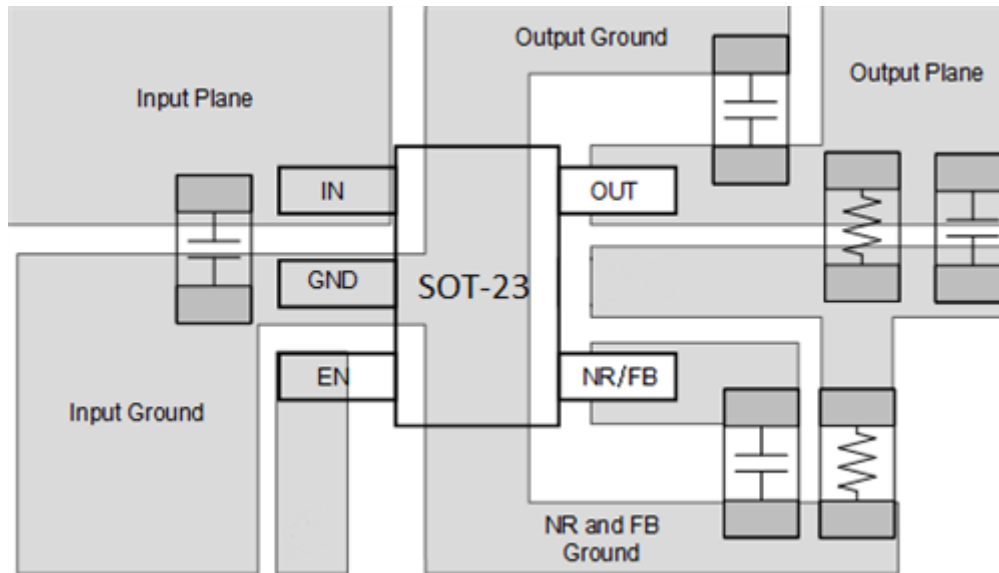 Output Ground
Input Plane
Output Plane
IN
OUT
GND
SOT-23
EN
NR/FB
Input Ground
NR and FB
Ground